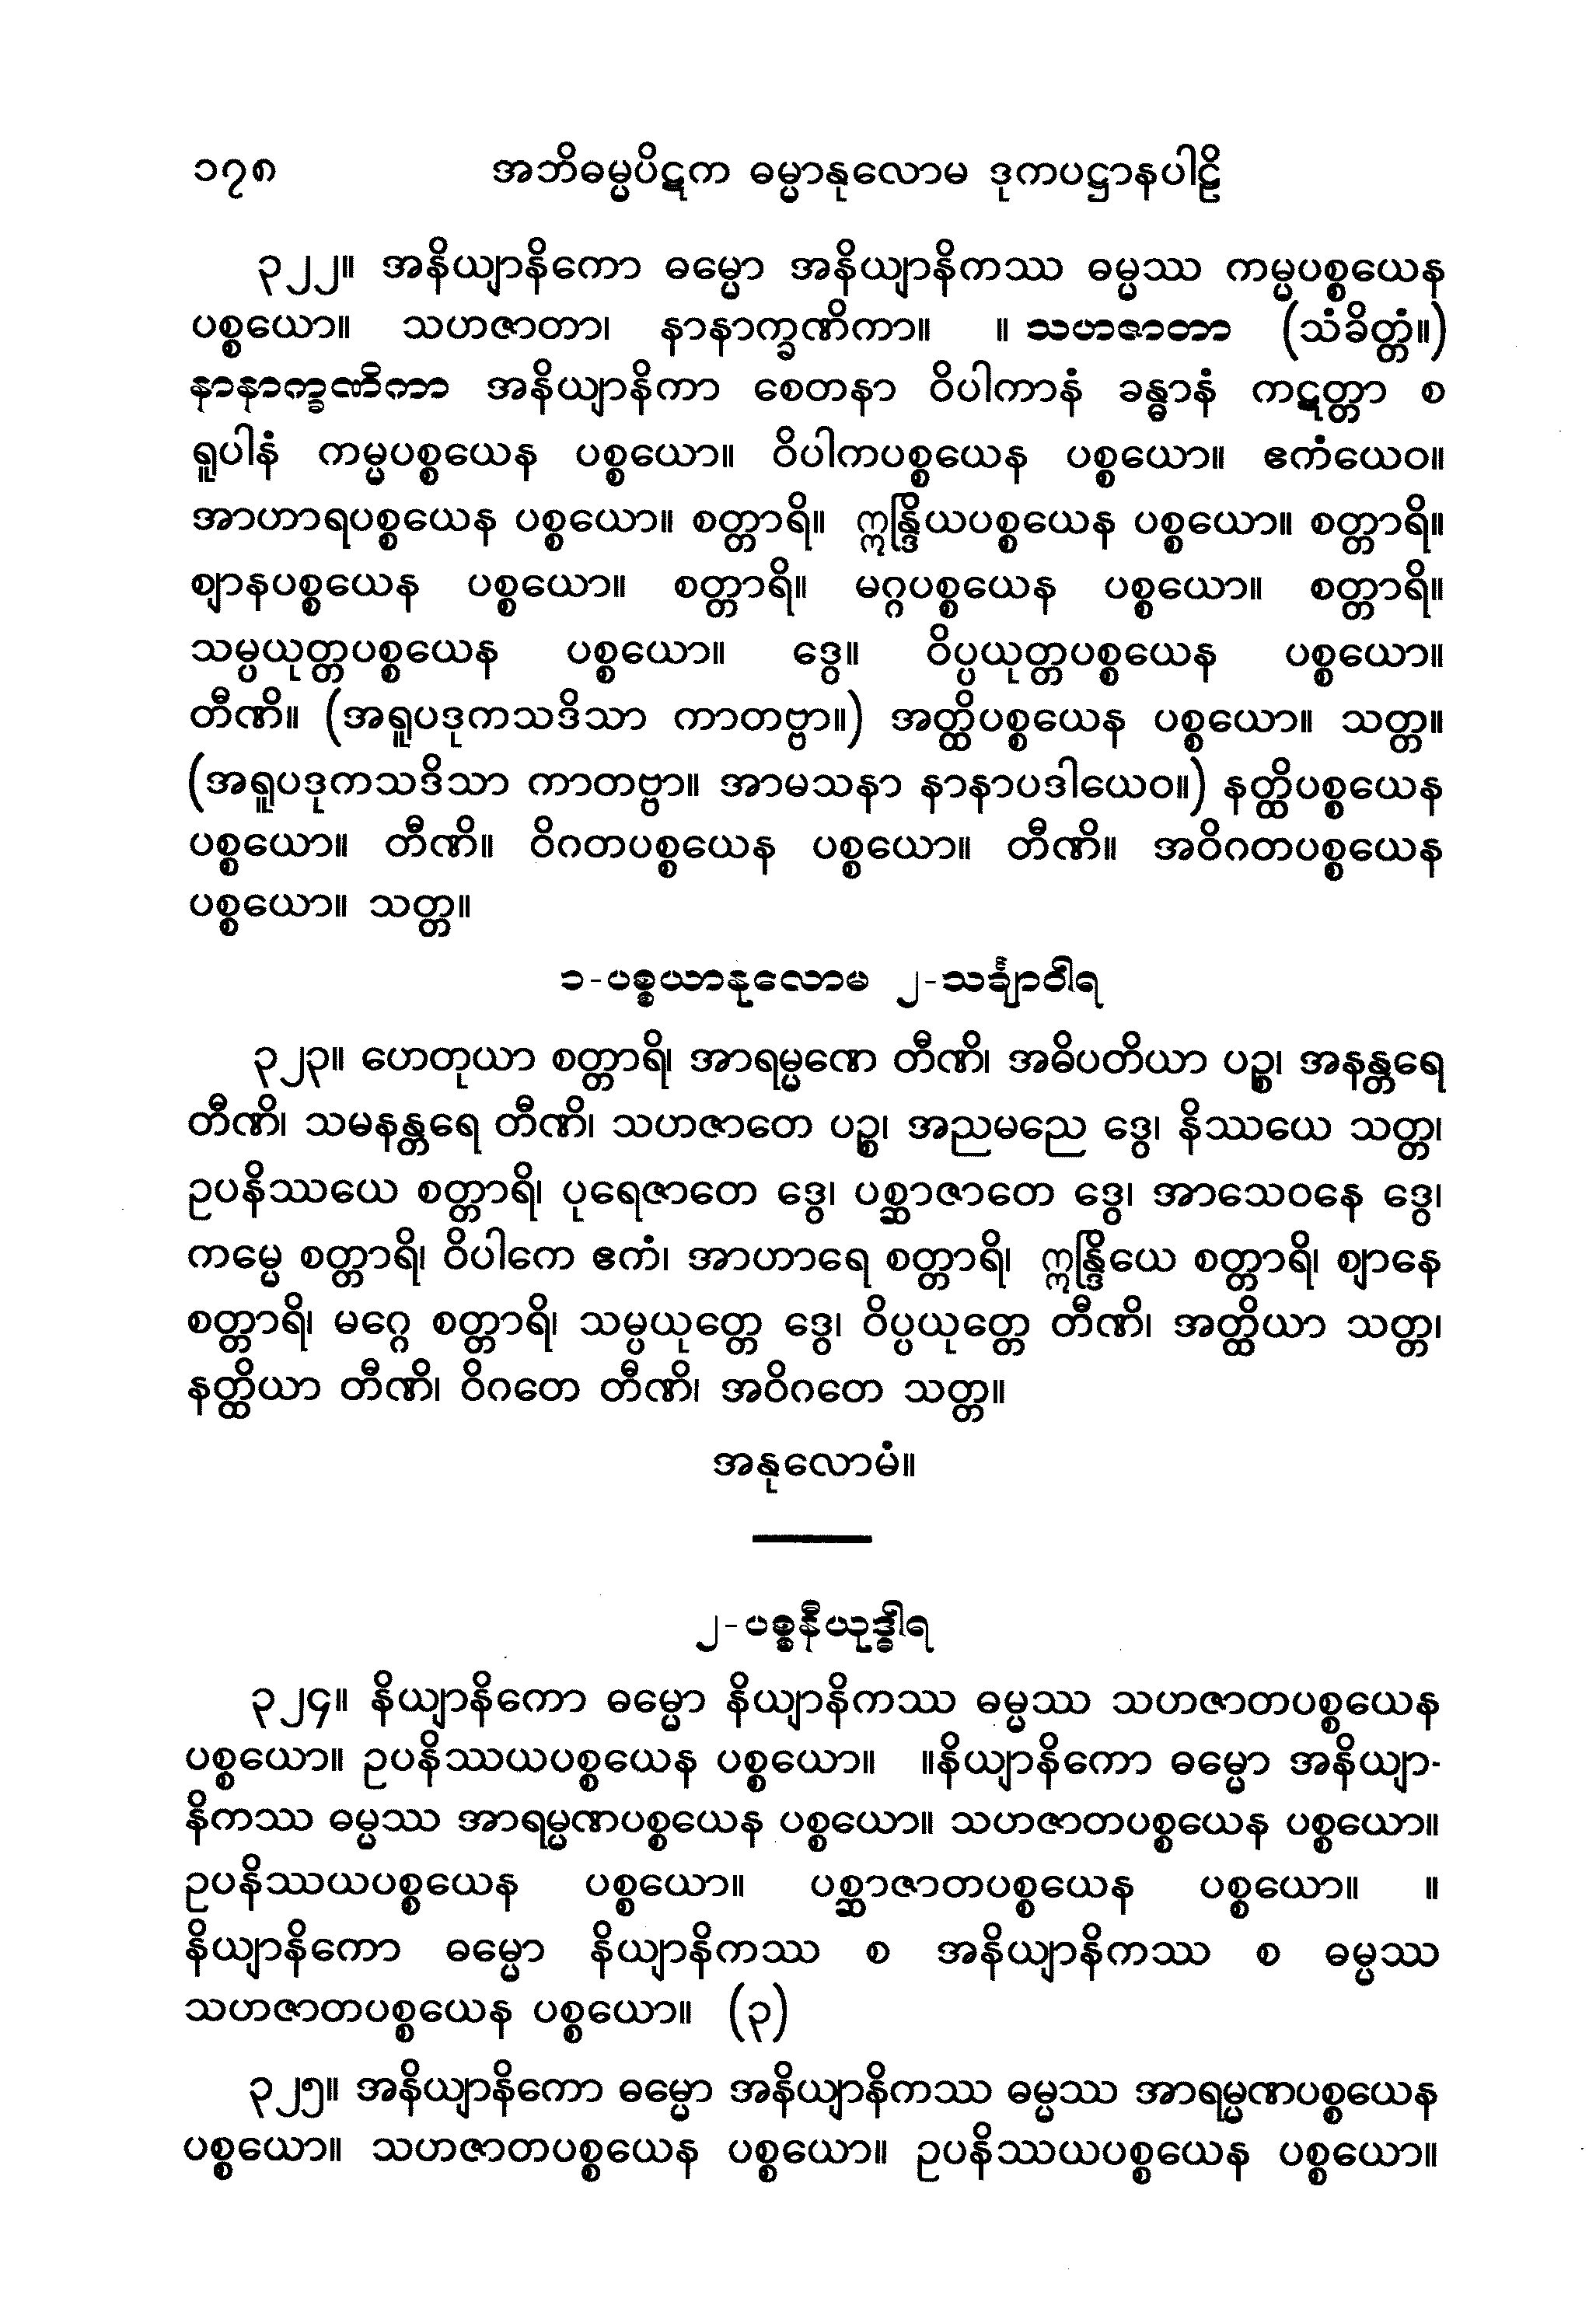 ၁၇၈ အဘိဓမ္မပိဋက ဓမ္မာနုလောမ ဒုကပဋ္ဌာနပါဠိ
၃၂၂။ အနိယျာနိကော ဓမ္မော အနိယျာနိကဿ ဓမ္မဿ ကမ္မပစ္စယေန
ပစ္စယော။ သဟဇာတာ၊ နာနာက္ခဏိကာ။ ။ သဟဇာတာ (သံခိတ္တံ။)
နာနာက္ခဏိကာ အနိယျာနိကာ စေတနာ ဝိပါကာနံ ခန္ဓာနံ ကဋတ္တာ စ
ရူပါနံ ကမ္မပစ္စယေန ပစ္စယော။ ဝိပါကပစ္စယေန ပစ္စယော။ ဧကံယေဝ။
အာဟာရပစ္စယေန ပစ္စယော။ စတ္တာရိ။ ဣန္ဒြိယပစ္စယေန ပစ္စယော။ စတ္တာရိ။
ဈာနပစ္စယေန ပစ္စယော။ စတ္တာရိ။ မဂ္ဂပစ္စယေန ပစ္စယော။ စတ္တာရိ။
သမ္ပယုတ္တပစ္စယေန ပစ္စယော။ ဒွေ။ ဝိပ္ပယုတ္တပစ္စယေန ပစ္စယော။
တီဏိ။ (အရူပဒုကသဒိသာ ကာတဗ္ဗာ။) အတ္ထိပစ္စယေန ပစ္စယော။ သတ္တ။
(အရူပဒုကသဒိသာ ကာတဗ္ဗာ။ အာမသနာ နာနာပဒါယေဝ။) နတ္ထိပစ္စယေန
ပစ္စယော။ တီဏိ။ ဝိဂတပစ္စယေန ပစ္စယော။ တီဏိ။ အဝိဂတပစ္စယေန
ပစ္စယော။ သတ္တ။
၁-ပစ္စယာနုလောမ ၂-သင်္ချာဝါရ
၃၂၃။ ဟေတုယာ စတ္တာရိ၊ အာရမ္မဏေ တီဏိ၊ အဓိပတိယာ ပဉ္စ၊ အနန္တရေ
တီဏိ၊ သမနန္တရေ တီဏိ၊ သဟဇာတေ ပဉ္စ၊ အညမညေ ဒွေ၊ နိဿယေ သတ္တ၊
ဥပနိဿယေ စတ္တာရိ၊ ပုရေဇာတေ ဒွေ၊ ပစ္ဆာဇာတေ ဒွေ၊ အာသေဝနေ ဒွေ၊
ကမ္မေ စတ္တာရိ၊ ဝိပါကေ ဧကံ၊ အာဟာရေ စတ္တာရိ၊ ဣန္ဒြိယေ စတ္တာရိ၊ ဈာနေ
စတ္တာရိ၊ မဂ္ဂေ စတ္တာရိ၊ သမ္ပယုတ္တေ ဒွေ၊ ဝိပ္ပယုတ္တေ တီဏိ၊ အတ္ထိယာ သတ္တ၊
နတ္ထိယာ တီဏိ၊ ဝိဂတေ တီဏိ၊ အဝိဂတေ သတ္တ။
အနုလောမံ။
၂-ပစ္စနီယုဒ္ဓါရ
၃၂၄။ နိယျာနိကော ဓမ္မော နိယျာနိကဿ ဓမ္မဿ သဟဇာတပစ္စယေန
ပစ္စယော။ ဥပနိဿယပစ္စယေန ပစ္စယော။ ။နိယျာနိကော ဓမ္မော အနိယျာ-
နိကဿ ဓမ္မဿ အာရမ္မဏပစ္စယေန ပစ္စယော။ သဟဇာတပစ္စယေန ပစ္စယော။
ဥပနိဿယပစ္စယေန ပစ္စယော။ ပစ္ဆာဇာတပစ္စယေန ပစ္စယော။ ။
နိယျာနိကော ဓမ္မော နိယျာနိကဿ စ အနိယျာနိကဿ စ ဓမ္မဿ
သဟဇာတပစ္စယေန ပစ္စယော။ (၃)
၃၂၅။ အနိယျာနိကော ဓမ္မော အနိယျာနိကဿ ဓမ္မဿ အာရမ္မဏပစ္စယေန
ပစ္စယော။ သဟဇာတပစ္စယေန ပစ္စယော။ ဥပနိဿယပစ္စယေန ပစ္စယော။